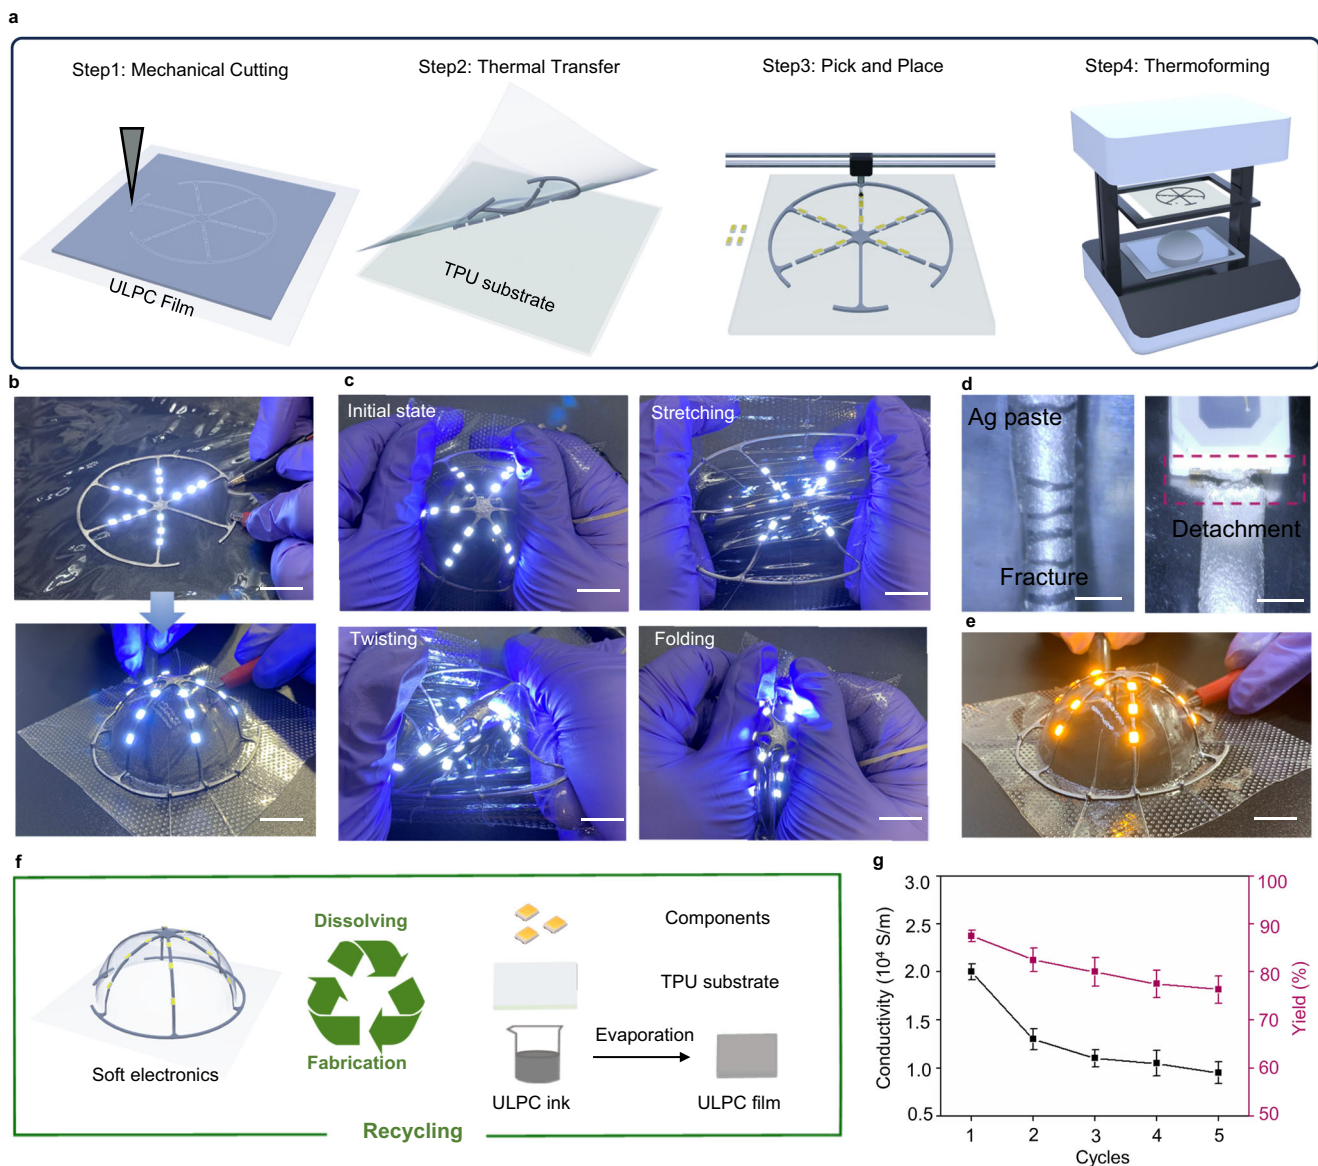 a
Step1: Mechanical Cutting
Step2: Thermal Transfer
Step3: Pick and Place
Step4: Thermoforming
ULPC Film
TPU substrate
b
c
Initial state
Stretching
Twisting
Folding
d
Ag paste
Fracture
Detachment
e
f
Dissolving
Fabrication
Soft electronics
Components
TPU substrate
Evaporation
ULPC ink
ULPC film
Recycling
g
3.0
2.5
2.0
1.5
1.0
0.5
Conductivity (10⁴ S/m)
100
90
80
70
60
50
Yield (%)
1 2 3 4 5
Cycles